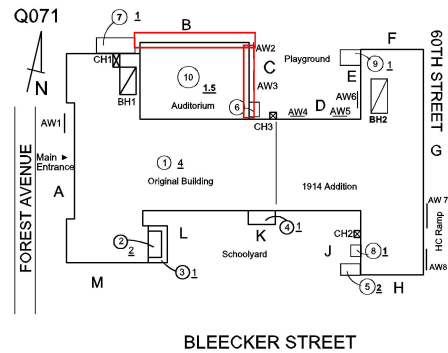 Q071
7 1
B
60TH STREET
F
N
CH1
AW2
Playground
C
E
9 1
BH1
10
1.5
AW3
Auditorium
6
D
AW6
CH3
AW4
AW5
BH2
AW1
Main
Entrance
G
1 4
Original Building
1914 Addition
FOREST AVENUE
A
AW 7
HC Ramp
L
K
4 1
CH2
J
2
2
Schoolyard
8 1
3 1
AW8
M
5 2
H
BLEECKER STREET